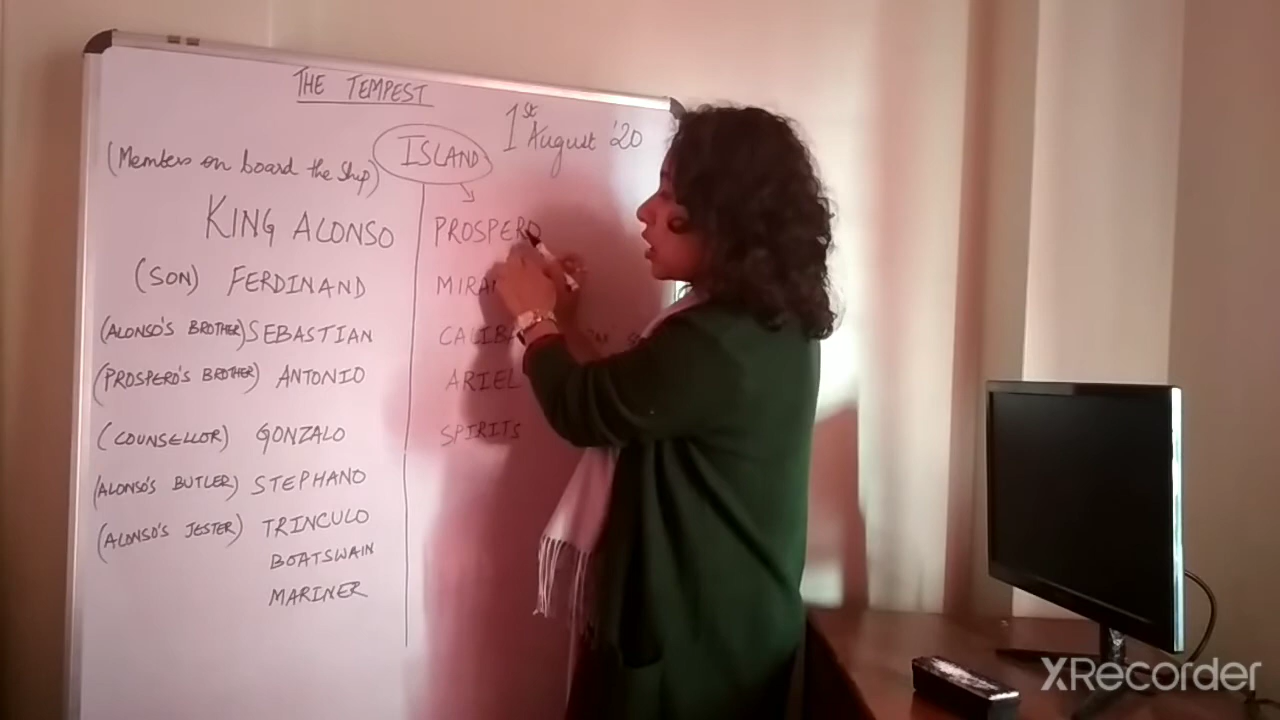 THE TEMPEST
1st August '20
(Members on board the ship)
ISLAND
KING ALONSO
(SON) FERDINAND
(ALONSO'S BROTHER) SEBASTIAN
(PROSPERO'S BROTHER) ANTONIO
(COUNSELLOR) GONZALO
(ALONSO'S BUTLER) STEPHANO
(ALONSO'S JESTER) TRINCULO
BOATSWAIN
MARINER
PROSPERO
ARIEL
SPIRITS
XRecorder